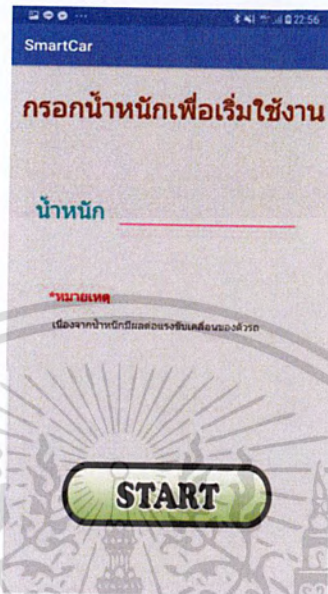 22:56
SmartCar
กรอกน้ำหนักเพื่อเริ่มใช้งาน
น้ำหนัก
*หมายเหตุ
เนื่องจากน้ำหนักมีผลต่อแรงขับเคลื่อนของตัวรถ
START